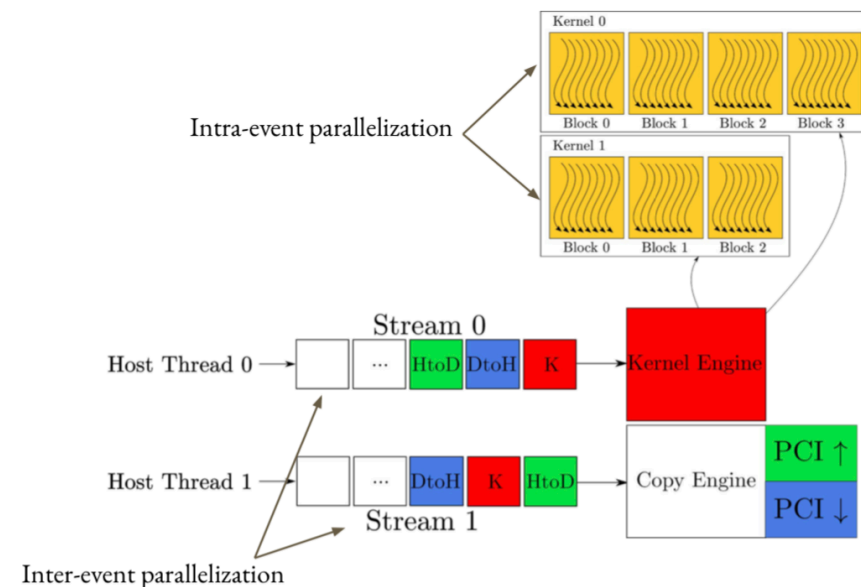 Kernel 0
Block 0 Block 1 Block 2 Block 3
Intra-event parallelization
Kernel 1
Block 0 Block 1 Block 2
Stream 0
Host Thread 0 ... HtoD DtoH K Kernel Engine
Host Thread 1 ... DtoH K HtoD Copy Engine
PCI ↑
PCI ↓
Stream 1
Inter-event parallelization